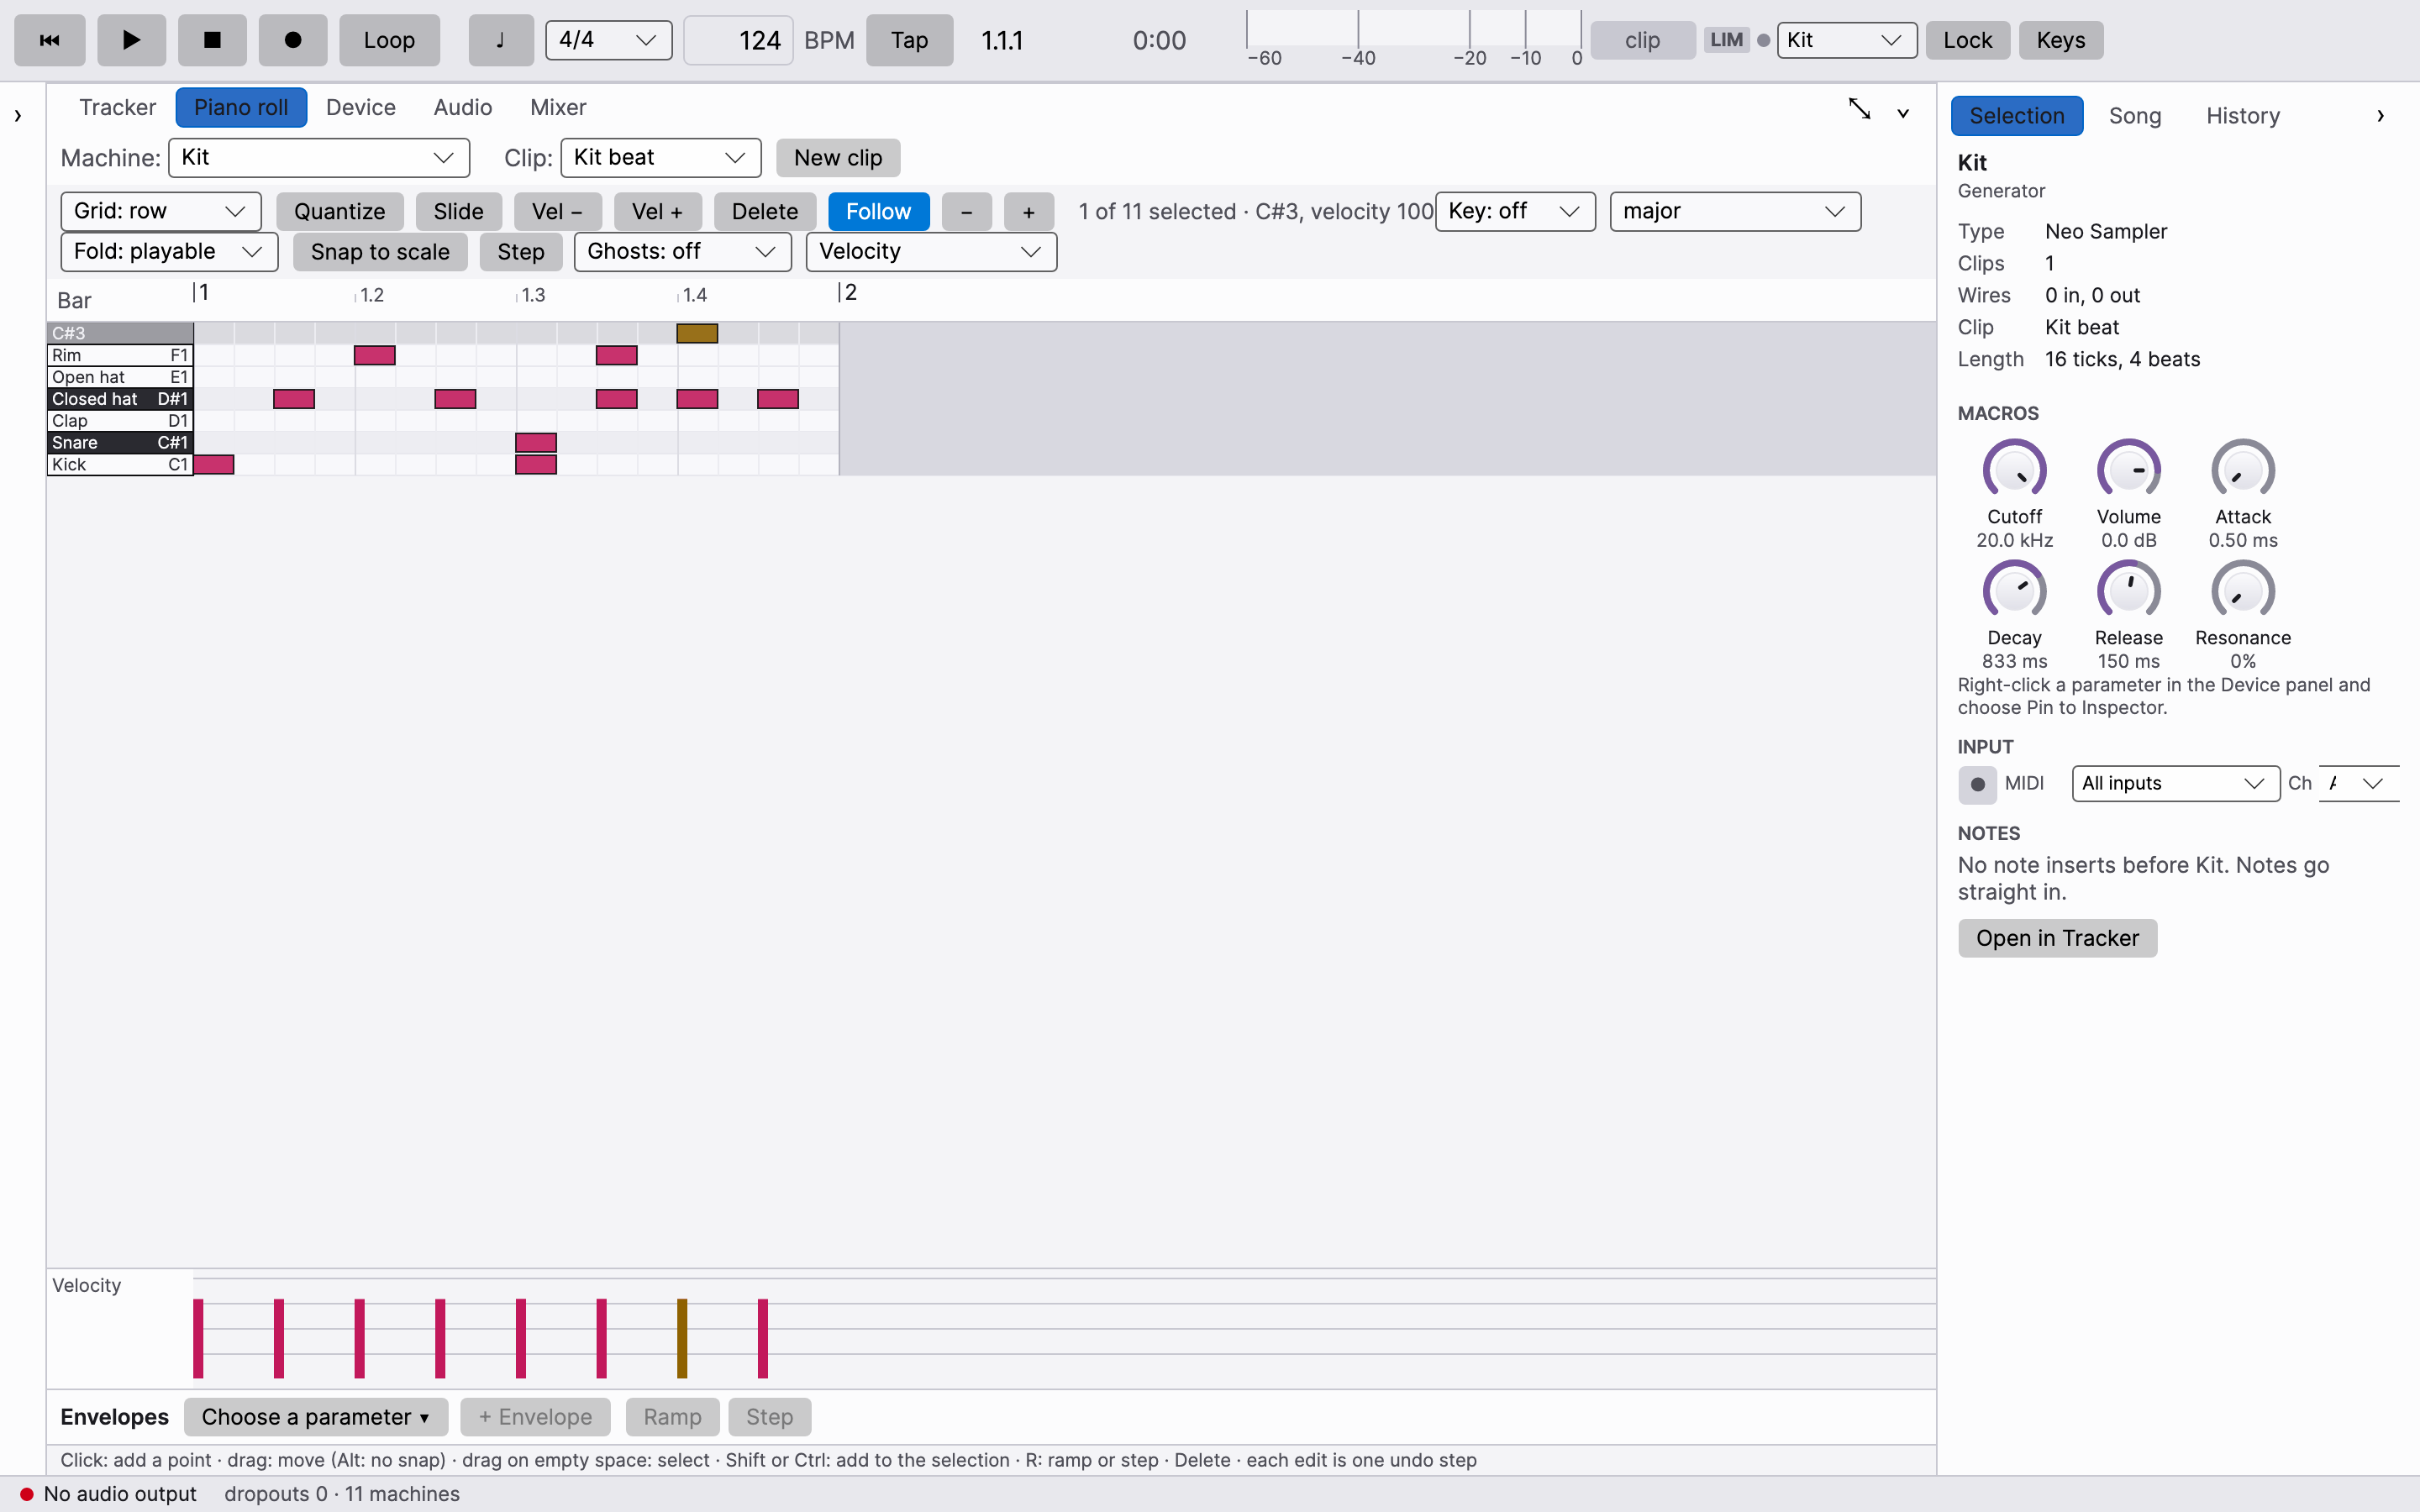 Loop 4/4 124 BPM Tap 1.1.1 0:00 −60 −40 −20 −10 0 clip LIM Kit Lock Keys
Tracker Piano roll Device Audio Mixer
Machine: Kit Clip: Kit beat New clip
Grid: row Quantize Slide Vel − Vel + Delete Follow − + 1 of 11 selected · C#3, velocity 100 Key: off major
Fold: playable Snap to scale Step Ghosts: off Velocity
Bar 1 1.2 1.3 1.4 2
C#3
Rim F1
Open hat E1
Closed hat D#1
Clap D1
Snare C#1
Kick C1
Velocity
Envelopes Choose a parameter ▾ + Envelope Ramp Step
Click: add a point · drag: move (Alt: no snap) · drag on empty space: select · Shift or Ctrl: add to the selection · R: ramp or step · Delete · each edit is one undo step
Selection Song History
Kit
Generator
Type Neo Sampler
Clips 1
Wires 0 in, 0 out
Clip Kit beat
Length 16 ticks, 4 beats
MACROS
Cutoff Volume Attack
20.0 kHz 0.0 dB 0.50 ms
Decay Release Resonance
833 ms 150 ms 0%
Right-click a parameter in the Device panel and
choose Pin to Inspector.
INPUT
MIDI All inputs Ch
NOTES
No note inserts before Kit. Notes go
straight in.
Open in Tracker
No audio output dropouts 0 · 11 machines